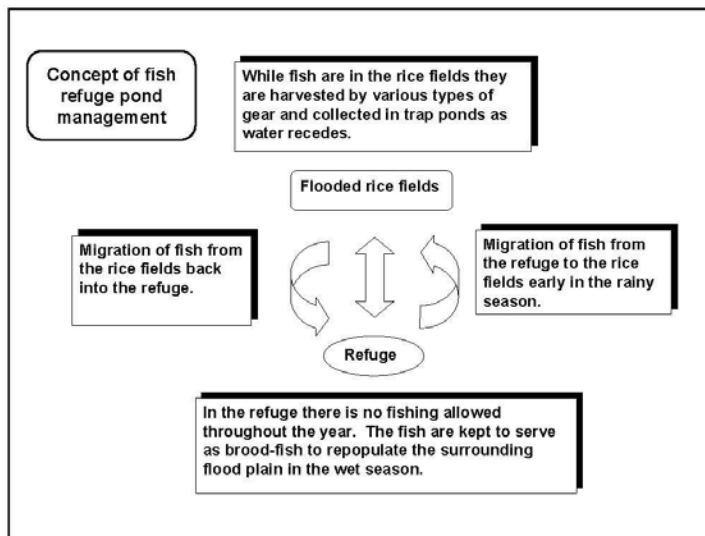 Concept of fish
refuge pond
management
While fish are in the rice fields they
are harvested by various types of
gear and collected in trap ponds as
water recedes.
Flooded rice fields
Migration of fish from
the rice fields back
into the refuge.
Migration of fish from
the refuge to the rice
fields early in the rainy
season.
Refuge
In the refuge there is no fishing allowed
throughout the year. The fish are kept to serve
as brood-fish to repopulate the surrounding
flood plain in the wet season.